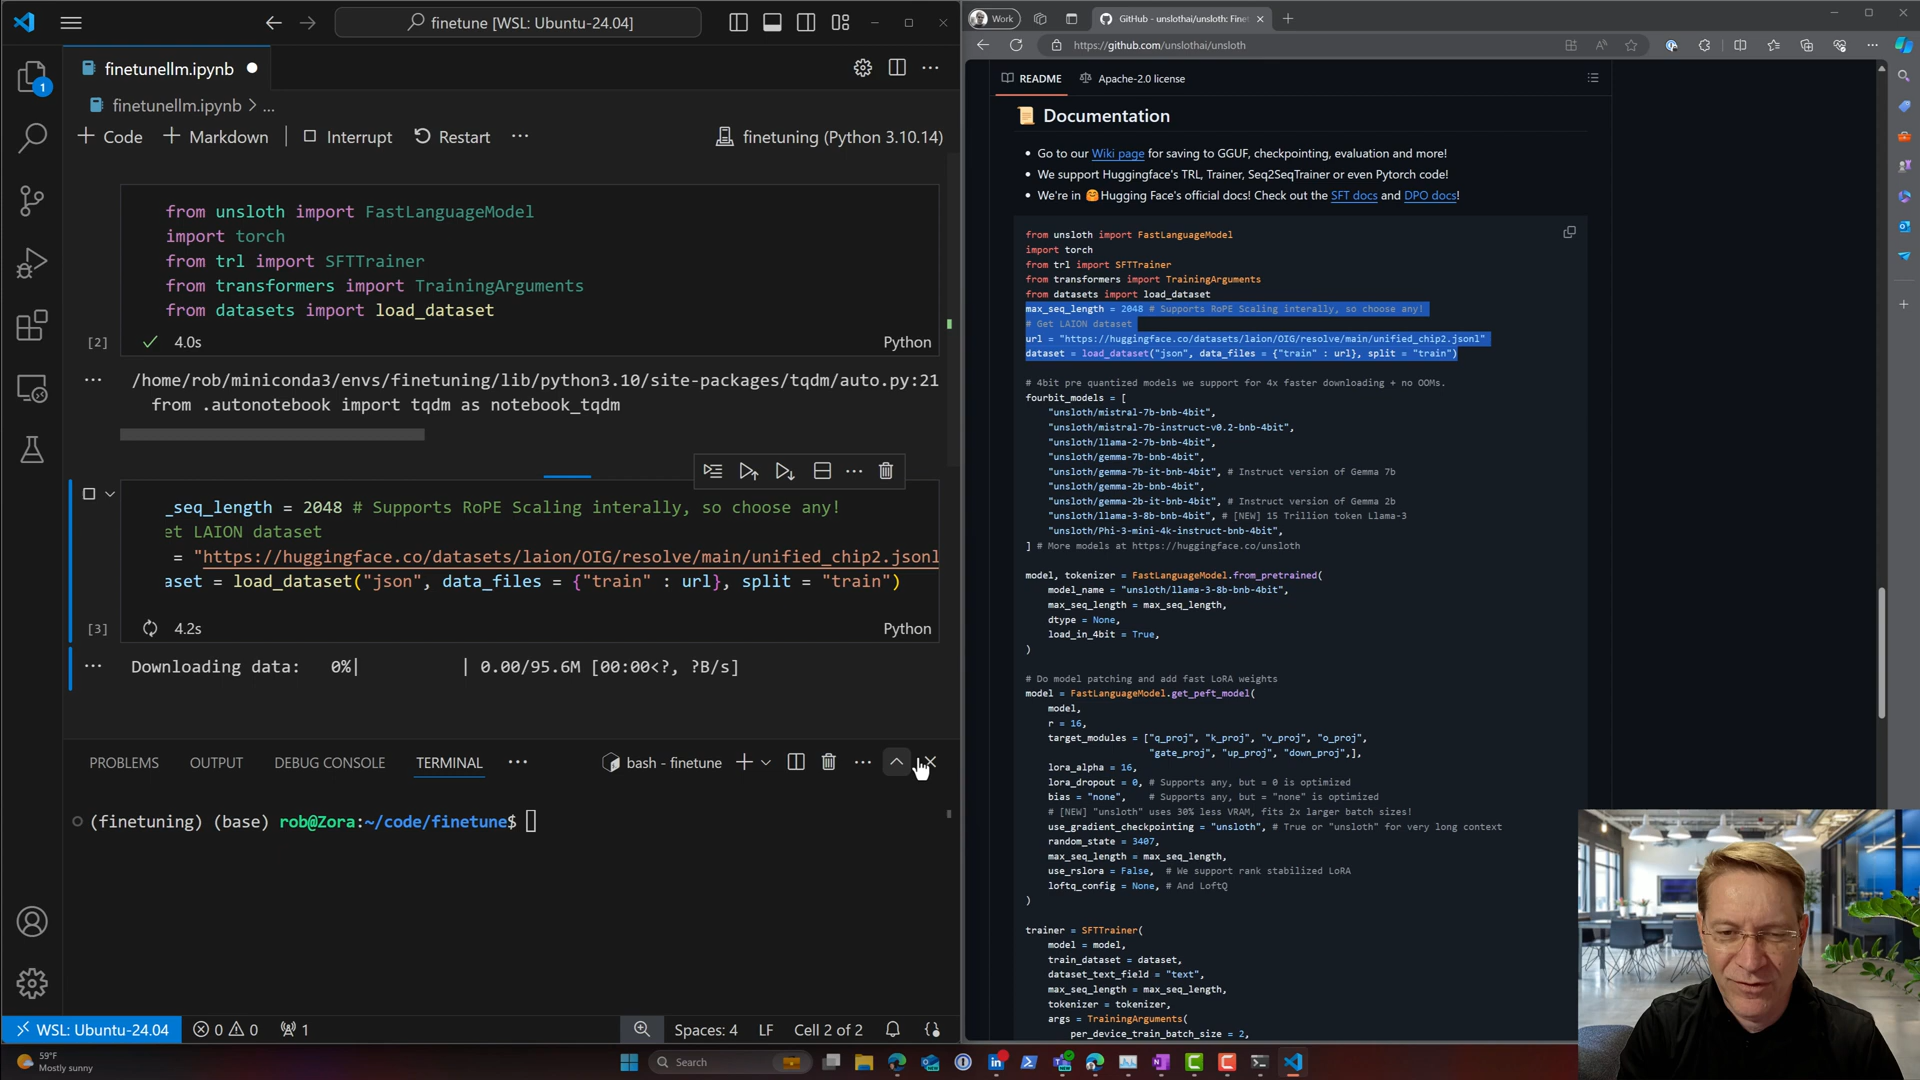 finetune [WSL: Ubuntu-24.04]
finetunellm.ipynb
finetunellm.ipynb > ...
Code
Markdown
Interrupt
Restart
finetuning (Python 3.10.14)
1
from unsloth import FastLanguageModel
import torch
from trl import SFTTrainer
from transformers import TrainingArguments
from datasets import load_dataset
[2]
4.0s
Python
/home/rob/miniconda3/envs/finetuning/lib/python3.10/site-packages/tqdm/auto.py:21
from .autonotebook import tqdm as notebook_tqdm
_seq_length = 2048 # Supports RoPE Scaling interally, so choose any!
et LAION dataset
= "https://huggingface.co/datasets/laion/OIG/resolve/main/unified_chip2.jsonl
aset = load_dataset("json", data_files = {"train" : url}, split = "train")
[3]
4.2s
Python
Downloading data:   0%|          | 0.00/95.6M [00:00<?, ?B/s]
PROBLEMS
OUTPUT
DEBUG CONSOLE
TERMINAL
bash - finetune
(finetuning) (base) rob@Zora:~/code/finetune$
WSL: Ubuntu-24.04
0
0
1
Spaces: 4
LF
Cell 2 of 2
59°F
Mostly sunny
Search
Work
GitHub - unslothai/unsloth: Fine
https://github.com/unslothai/unsloth
README
Apache-2.0 license
Documentation
Go to our Wiki page for saving to GGUF, checkpointing, evaluation and more!
We support Huggingface's TRL, Trainer, Seq2SeqTrainer or even Pytorch code!
We're in 🤗Hugging Face's official docs! Check out the SFT docs and DPO docs!
from unsloth import FastLanguageModel
import torch
from trl import SFTTrainer
from transformers import TrainingArguments
from datasets import load_dataset
max_seq_length = 2048 # Supports RoPE Scaling interally, so choose any!
# Get LAION dataset
url = "https://huggingface.co/datasets/laion/OIG/resolve/main/unified_chip2.jsonl"
dataset = load_dataset("json", data_files = {"train" : url}, split = "train")
# 4bit pre quantized models we support for 4x faster downloading + no OOMs.
fourbit_models = [
"unsloth/mistral-7b-bnb-4bit",
"unsloth/mistral-7b-instruct-v0.2-bnb-4bit",
"unsloth/llama-2-7b-bnb-4bit",
"unsloth/gemma-7b-bnb-4bit",
"unsloth/gemma-7b-it-bnb-4bit", # Instruct version of Gemma 7b
"unsloth/gemma-2b-bnb-4bit",
"unsloth/gemma-2b-it-bnb-4bit", # Instruct version of Gemma 2b
"unsloth/llama-3-8b-bnb-4bit", # [NEW] 15 Trillion token Llama-3
"unsloth/Phi-3-mini-4k-instruct-bnb-4bit",
] # More models at https://huggingface.co/unsloth
model, tokenizer = FastLanguageModel.from_pretrained(
model_name = "unsloth/llama-3-8b-bnb-4bit",
max_seq_length = max_seq_length,
dtype = None,
load_in_4bit = True,
)
# Do model patching and add fast LoRA weights
model = FastLanguageModel.get_peft_model(
model,
r = 16,
target_modules = ["q_proj", "k_proj", "v_proj", "o_proj",
"gate_proj", "up_proj", "down_proj",],
lora_alpha = 16,
lora_dropout = 0, # Supports any, but = 0 is optimized
bias = "none",    # Supports any, but = "none" is optimized
# [NEW] "unsloth" uses 30% less VRAM, fits 2x larger batch sizes!
use_gradient_checkpointing = "unsloth", # True or "unsloth" for very long context
random_state = 3407,
max_seq_length = max_seq_length,
use_rslora = False,  # We support rank stabilized LoRA
loftq_config = None, # And LoftQ
)
trainer = SFTTrainer(
model = model,
train_dataset = dataset,
dataset_text_field = "text",
max_seq_length = max_seq_length,
tokenizer = tokenizer,
args = TrainingArguments(
per_device_train_batch_size = 2,